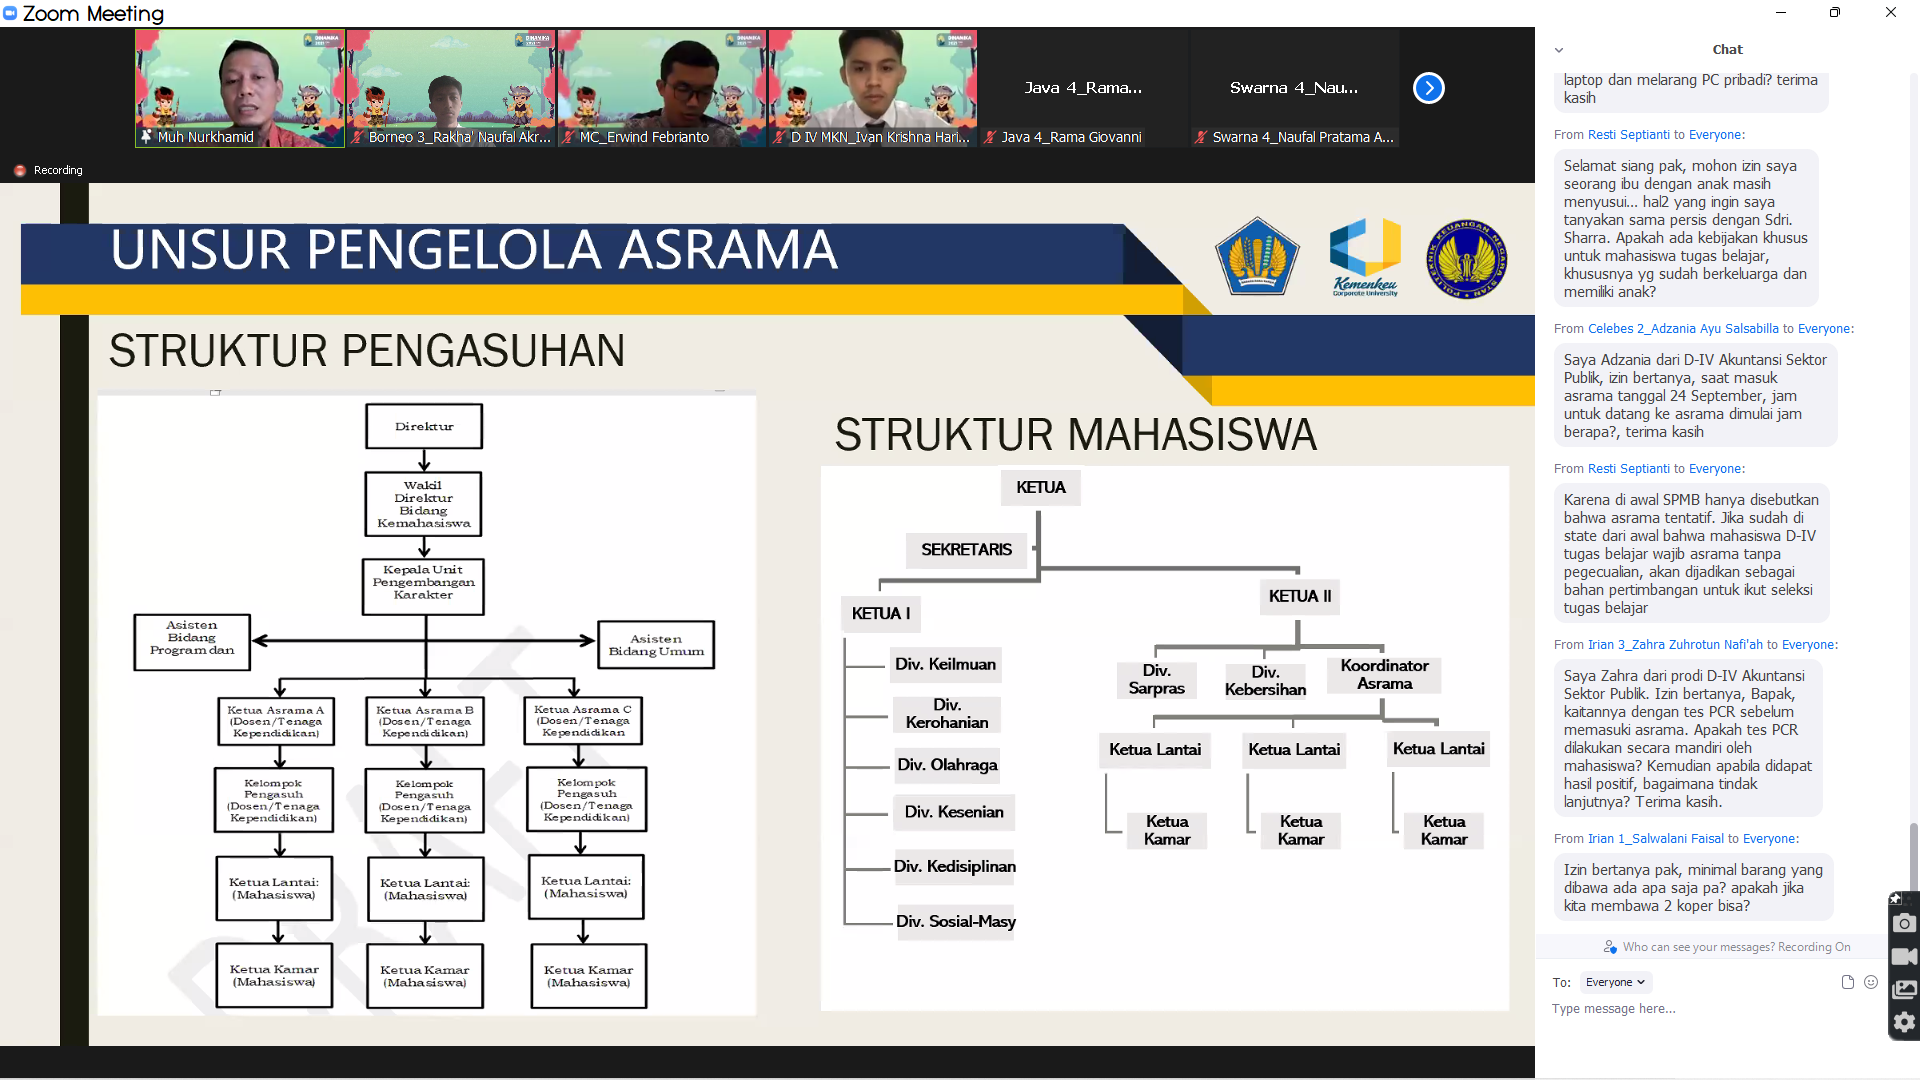 Zoom Meeting
Muh Nurkhamid
Borneo 3_Rakha' Naufal Akr...
MC_Erwind Febrianto
D IV MKN_Ivan Krishna Hari...
Java 4_Rama...
Java 4_Rama Giovanni
Swarna 4_Nau...
Swarna 4_Naufal Pratama A...
Recording
UNSUR PENGELOLA ASRAMA
Kemenkeu
Corporate University
POLITEKNIK KEUANGAN NEGARA STAN
STRUKTUR PENGASUHAN
Direktur
Wakil
Direktur
Bidang
Kemahasiswa
Kepala Unit
Pengembangan
Karakter
Asisten
Bidang
Program dan
Asisten
Bidang Umum
Ketua Asrama A
(Dosen/Tenaga
Kependidikan)
Ketua Asrama B
(Dosen/Tenaga
Kependidikan)
Ketua Asrama C
(Dosen/Tenaga
Kependidikan
Kelompok
Pengasuh
(Dosen/Tenaga
Kependidikan)
Kelompok
Pengasuh
(Dosen/Tenaga
Kependidikan)
Kelompok
Pengasuh
(Dosen/Tenaga
Kependidikan)
Ketua Lantai:
(Mahasiswa)
Ketua Lantai:
(Mahasiswa)
Ketua Lantai:
(Mahasiswa)
Ketua Kamar
(Mahasiswa)
Ketua Kamar
(Mahasiswa)
Ketua Kamar
(Mahasiswa)
DRAFT
STRUKTUR MAHASISWA
KETUA
SEKRETARIS
KETUA I
KETUA II
Div. Keilmuan
Div.
Kerohanian
Div. Olahraga
Div. Kesenian
Div. Kedisiplinan
Div. Sosial-Masy
Div.
Sarpras
Div.
Kebersihan
Koordinator
Asrama
Ketua Lantai
Ketua Lantai
Ketua Lantai
Ketua
Kamar
Ketua
Kamar
Ketua
Kamar
Chat
laptop dan melarang PC pribadi? terima
kasih
From Resti Septianti to Everyone:
Selamat siang pak, mohon izin saya
seorang ibu dengan anak masih
menyusui... hal2 yang ingin saya
tanyakan sama persis dengan Sdri.
Sharra. Apakah ada kebijakan khusus
untuk mahasiswa tugas belajar,
khususnya yg sudah berkeluarga dan
memiliki anak?
From Celebes 2_Adzania Ayu Salsabilla to Everyone:
Saya Adzania dari D-IV Akuntansi Sektor
Publik, izin bertanya, saat masuk
asrama tanggal 24 September, jam
untuk datang ke asrama dimulai jam
berapa?, terima kasih
From Resti Septianti to Everyone:
Karena di awal SPMB hanya disebutkan
bahwa asrama tentatif. Jika sudah di
state dari awal bahwa mahasiswa D-IV
tugas belajar wajib asrama tanpa
pegecualian, akan dijadikan sebagai
bahan pertimbangan untuk ikut seleksi
tugas belajar
From Irian 3_Zahra Zuhrotun Nafi'ah to Everyone:
Saya Zahra dari prodi D-IV Akuntansi
Sektor Publik. Izin bertanya, Bapak,
kaitannya dengan tes PCR sebelum
memasuki asrama. Apakah tes PCR
dilakukan secara mandiri oleh
mahasiswa? Kemudian apabila didapat
hasil positif, bagaimana tindak
lanjutnya? Terima kasih.
From Irian 1_Salwalani Faisal to Everyone:
Izin bertanya pak, minimal barang yang
dibawa ada apa saja pa? apakah jika
kita membawa 2 koper bisa?
Who can see your messages? Recording On
To: Everyone
Type message here...